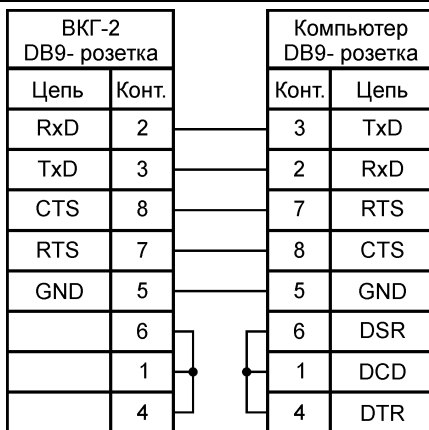 ВКГ-2 Компьютер
DB9- розетка DB9- розетка
Цепь Конт. Конт. Цепь
RxD 2 3 TxD
TxD 3 2 RxD
CTS 8 7 RTS
RTS 7 8 CTS
GND 5 5 GND
6 6 DSR
1 1 DCD
4 4 DTR